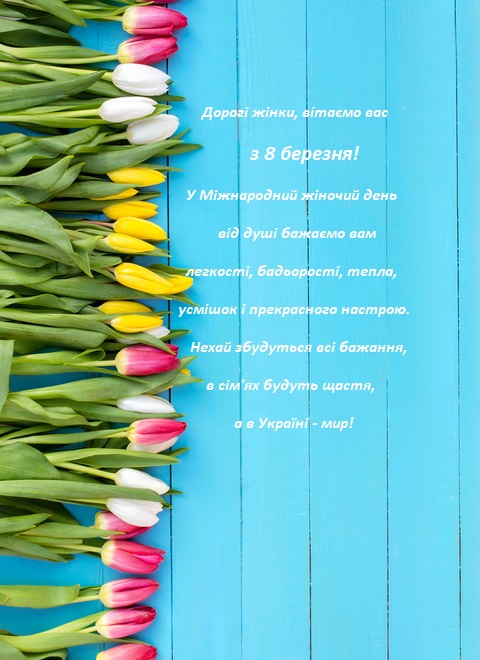 Дорогі жінки, вітаємо вас
з 8 березня!
У Міжнародний жіночий день
від душі бажаємо вам
легкості, бадьорості, тепла,
усмішок і прекрасного настрою.
Нехай збудуться всі бажання,
в сім'ях будуть щастя,
а в Україні - мир!